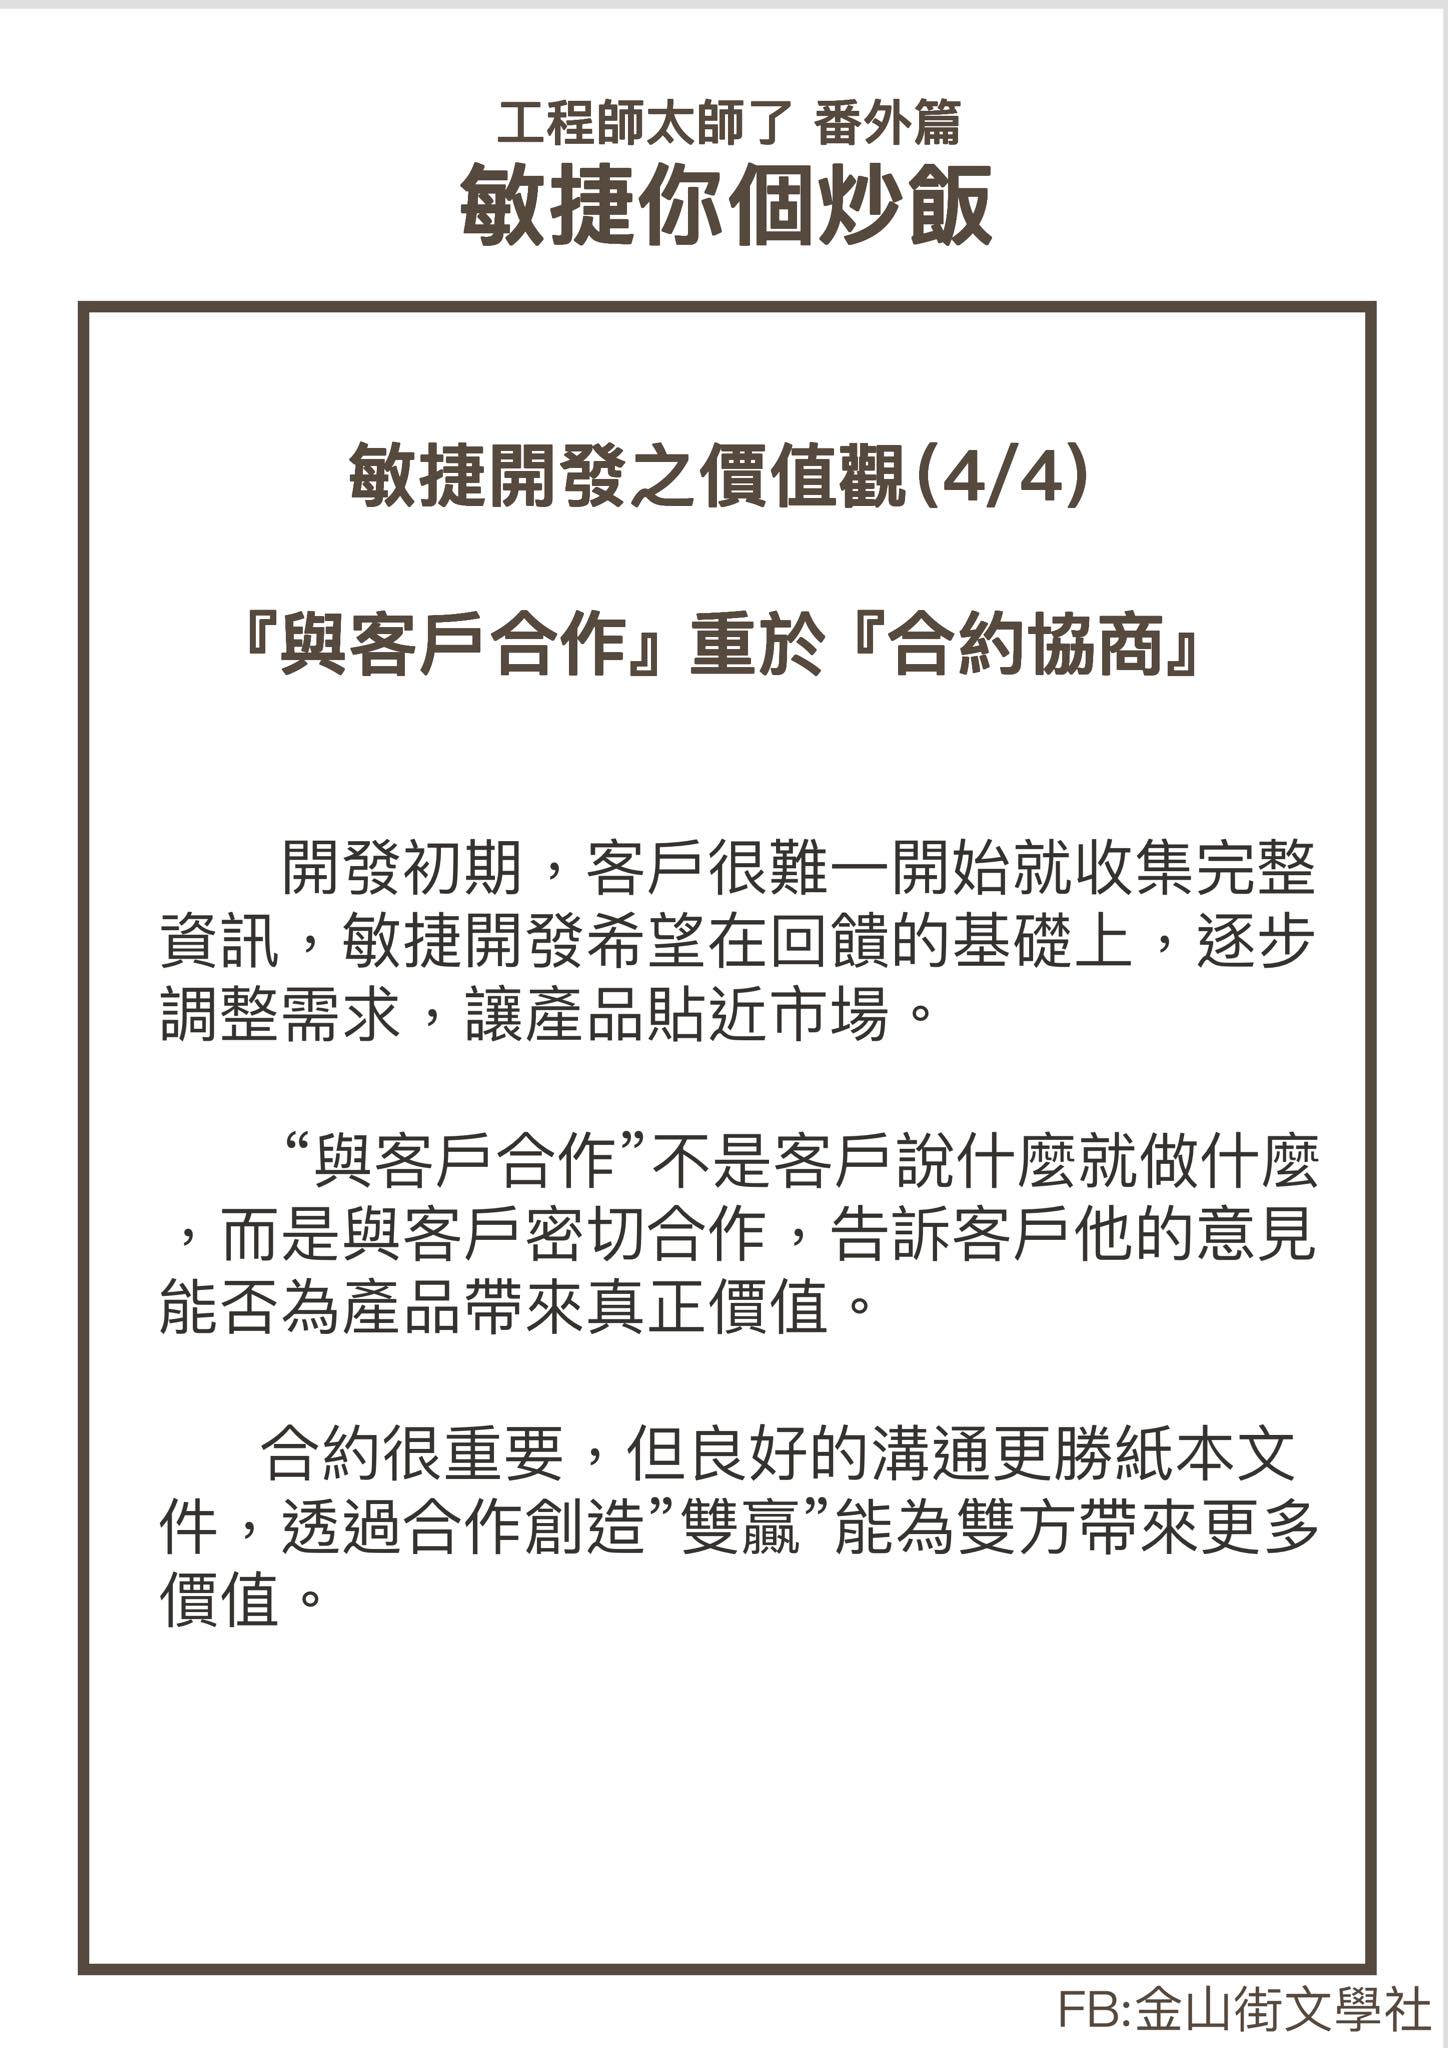 工程師太師了 番外篇
敏捷你個炒飯
敏捷開發之價值觀(4/4)
『與客戶合作』重於『合約協商』
開發初期，客戶很難一開始就收集完整
資訊，敏捷開發希望在回饋的基礎上，逐步
調整需求，讓產品貼近市場。
“與客戶合作”不是客戶說什麼就做什麼
，而是與客戶密切合作，告訴客戶他的意見
能否為產品帶來真正價值。
合約很重要，但良好的溝通更勝紙本文
件，透過合作創造”雙贏”能為雙方帶來更多
價值。
FB:金山街文學社